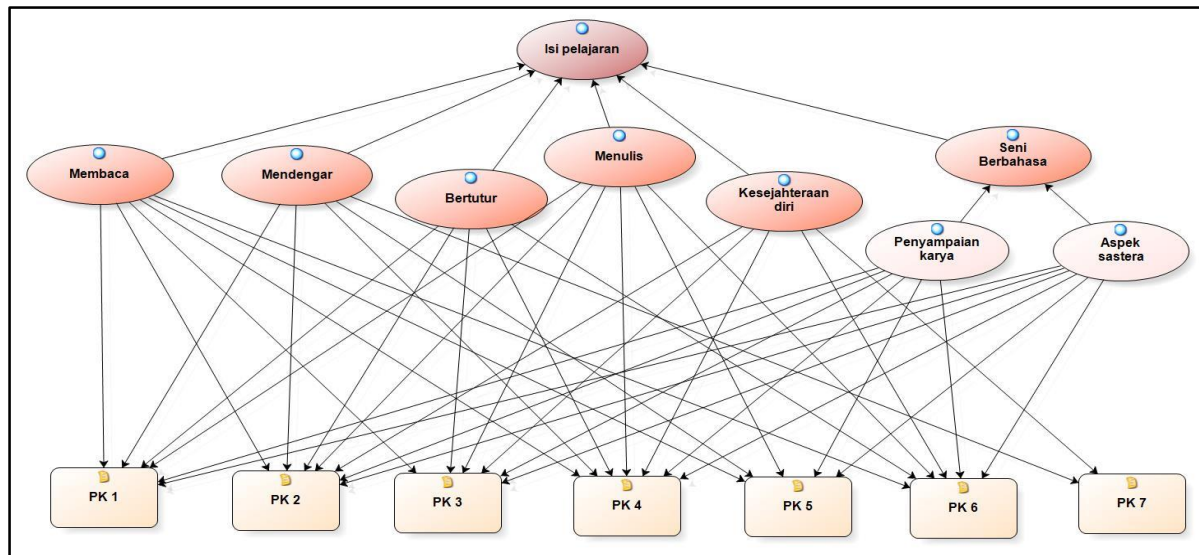 Isi pelajaran
Membaca
Mendengar
Bertutur
Menulis
Kesejahteraan
diri
Seni
Berbahasa
Penyampaian
karya
Aspek
sastera
PK 1
PK 2
PK 3
PK 4
PK 5
PK 6
PK 7